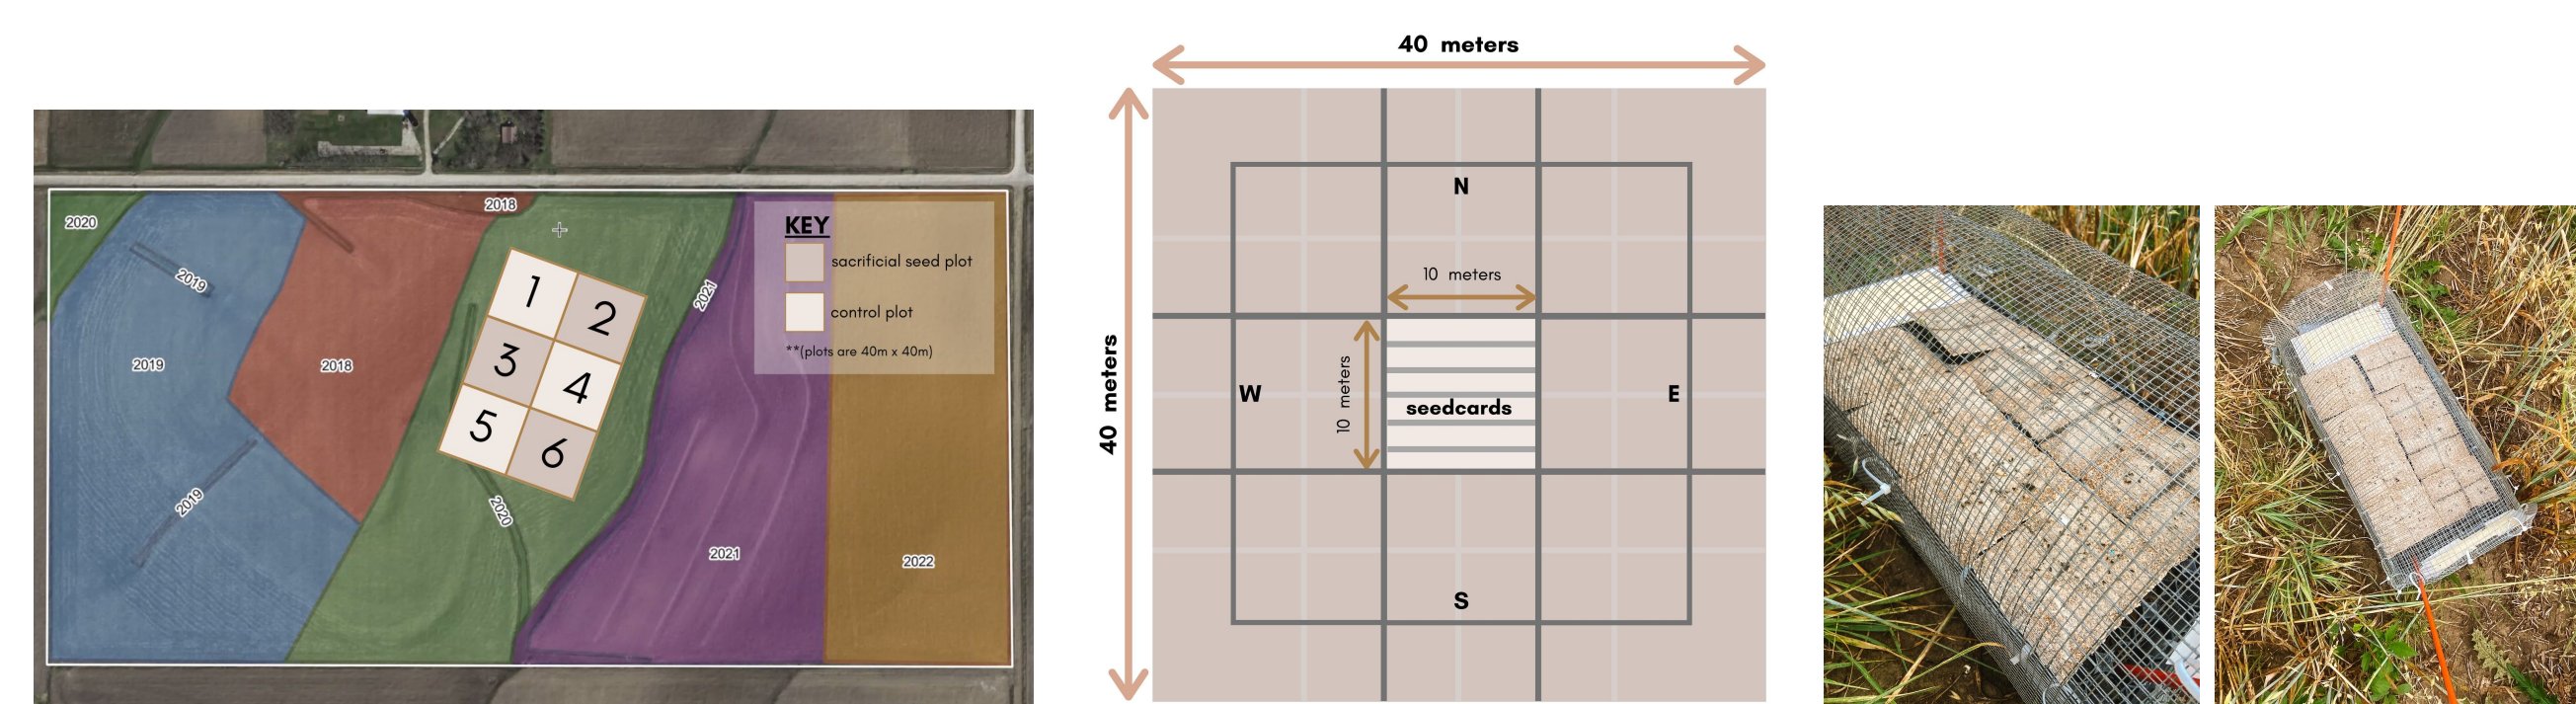 2018
2020
2019
2019
2018
2019
2020
2021
2021
2022
1
2
3
4
5
6
KEY
sacrificial seed plot
control plot
**(plots are 40m x 40m)
40 meters
40 meters
N
10 meters
10 meters
W
seedcards
E
S